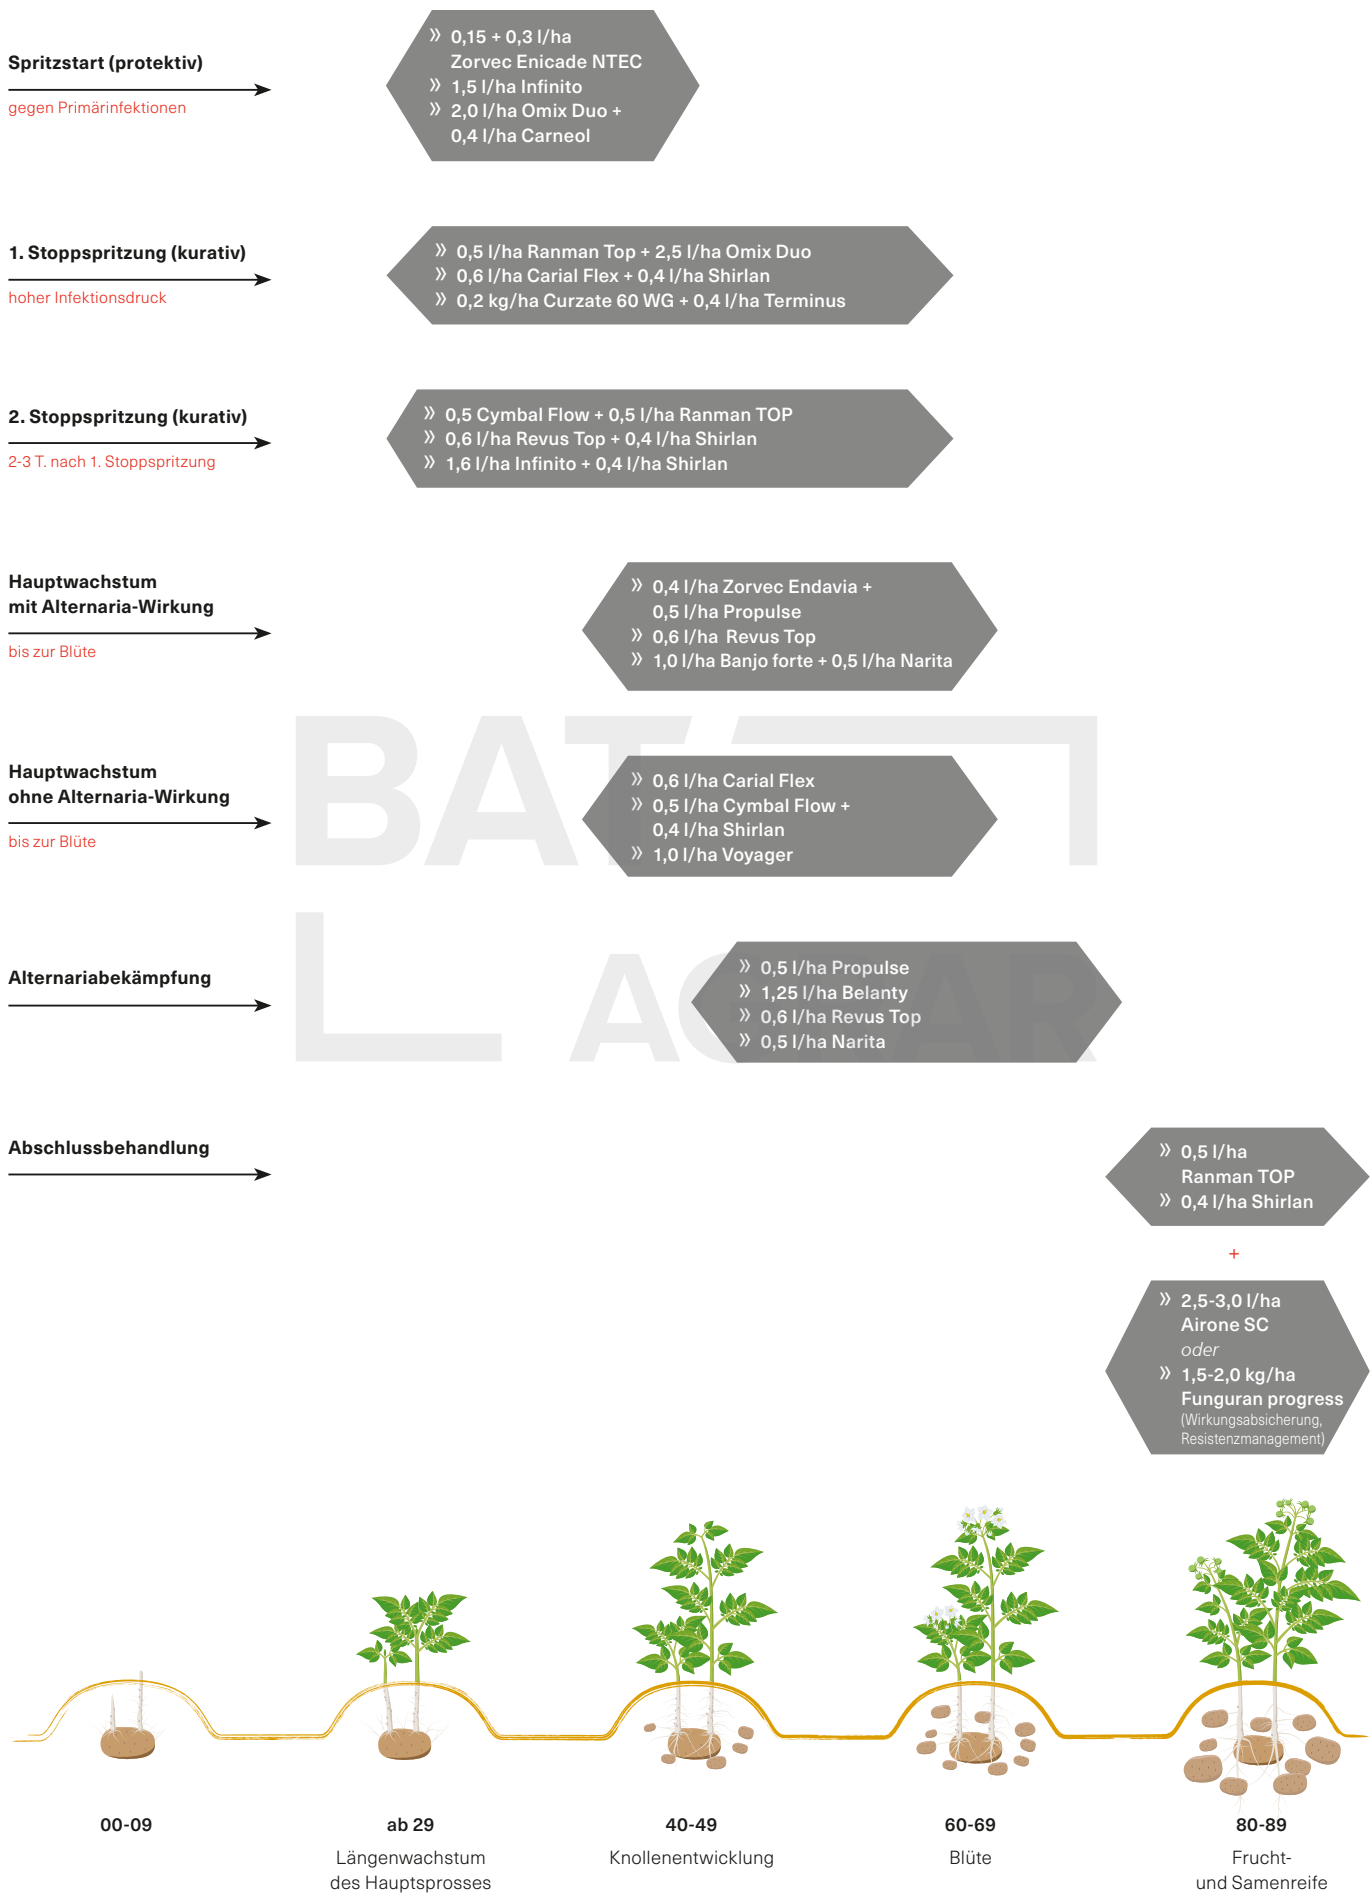 Spritzstart (protektiv)
gegen Primärinfektionen
» 0,15 + 0,3 l/ha
Zorvec Enicade NTEC
» 1,5 l/ha Infinito
» 2,0 l/ha Omix Duo +
0,4 l/ha Carneol
1. Stoppspritzung (kurativ)
hoher Infektionsdruck
» 0,5 l/ha Ranman Top + 2,5 l/ha Omix Duo
» 0,6 l/ha Carial Flex + 0,4 l/ha Shirlan
» 0,2 kg/ha Curzate 60 WG + 0,4 l/ha Terminus
2. Stoppspritzung (kurativ)
2-3 T. nach 1. Stoppspritzung
» 0,5 Cymbal Flow + 0,5 l/ha Ranman TOP
» 0,6 l/ha Revus Top + 0,4 l/ha Shirlan
» 1,6 l/ha Infinito + 0,4 l/ha Shirlan
Hauptwachstum
mit Alternaria-Wirkung
bis zur Blüte
» 0,4 l/ha Zorvec Endavia +
0,5 l/ha Propulse
» 0,6 l/ha Revus Top
» 1,0 l/ha Banjo forte + 0,5 l/ha Narita
Hauptwachstum
ohne Alternaria-Wirkung
bis zur Blüte
» 0,6 l/ha Carial Flex
» 0,5 l/ha Cymbal Flow +
0,4 l/ha Shirlan
» 1,0 l/ha Voyager
BAT
AGRAR
Alternariabekämpfung
» 0,5 l/ha Propulse
» 1,25 l/ha Belanty
» 0,6 l/ha Revus Top
» 0,5 l/ha Narita
Abschlussbehandlung
» 0,5 l/ha
Ranman TOP
» 0,4 l/ha Shirlan
+
» 2,5-3,0 l/ha
Airone SC
oder
» 1,5-2,0 kg/ha
Funguran progress
(Wirkungsabsicherung,
Resistenzmanagement)
00-09
ab 29
Längenwachstum
des Hauptsprosses
40-49
Knollenentwicklung
60-69
Blüte
80-89
Frucht-
und Samenreife